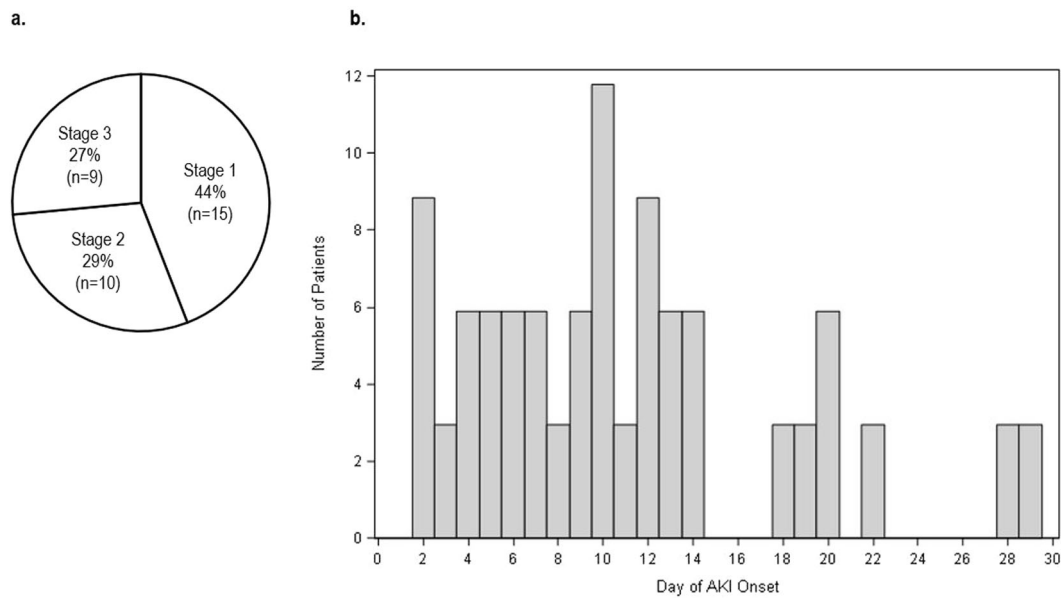 a.
b.
Stage 3
27%
(n=9)
Stage 1
44%
(n=15)
Stage 2
29%
(n=10)
Number of Patients
12
10
8
6
4
2
0
0 2 4 6 8 10 12 14 16 18 20 22 24 26 28 30
Day of AKI Onset